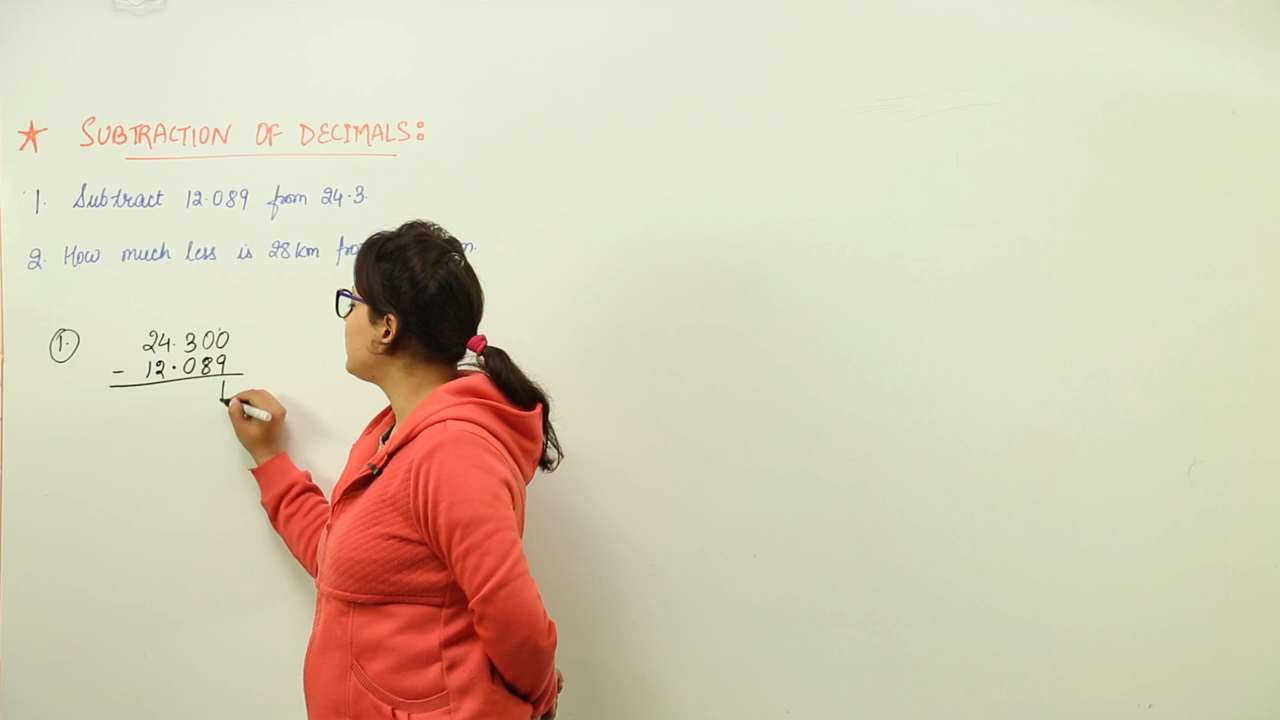 ★ SUBTRACTION OF DECIMALS:
1. Subtract 12.089 from 24.3.
2. How much less is 28 km
1. 24.300
- 12.089
1